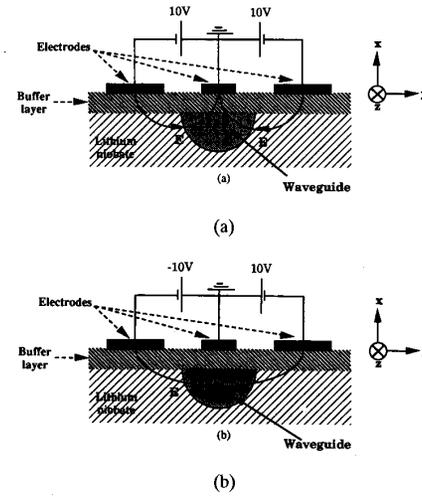 10V 10V
Electrodes
x
Buffer layer
z
Lithium niobate
E E
(a)
Waveguide
(a)
-10V 10V
Electrodes
x
Buffer layer
z
Lithium niobate
E
(b)
Waveguide
(b)